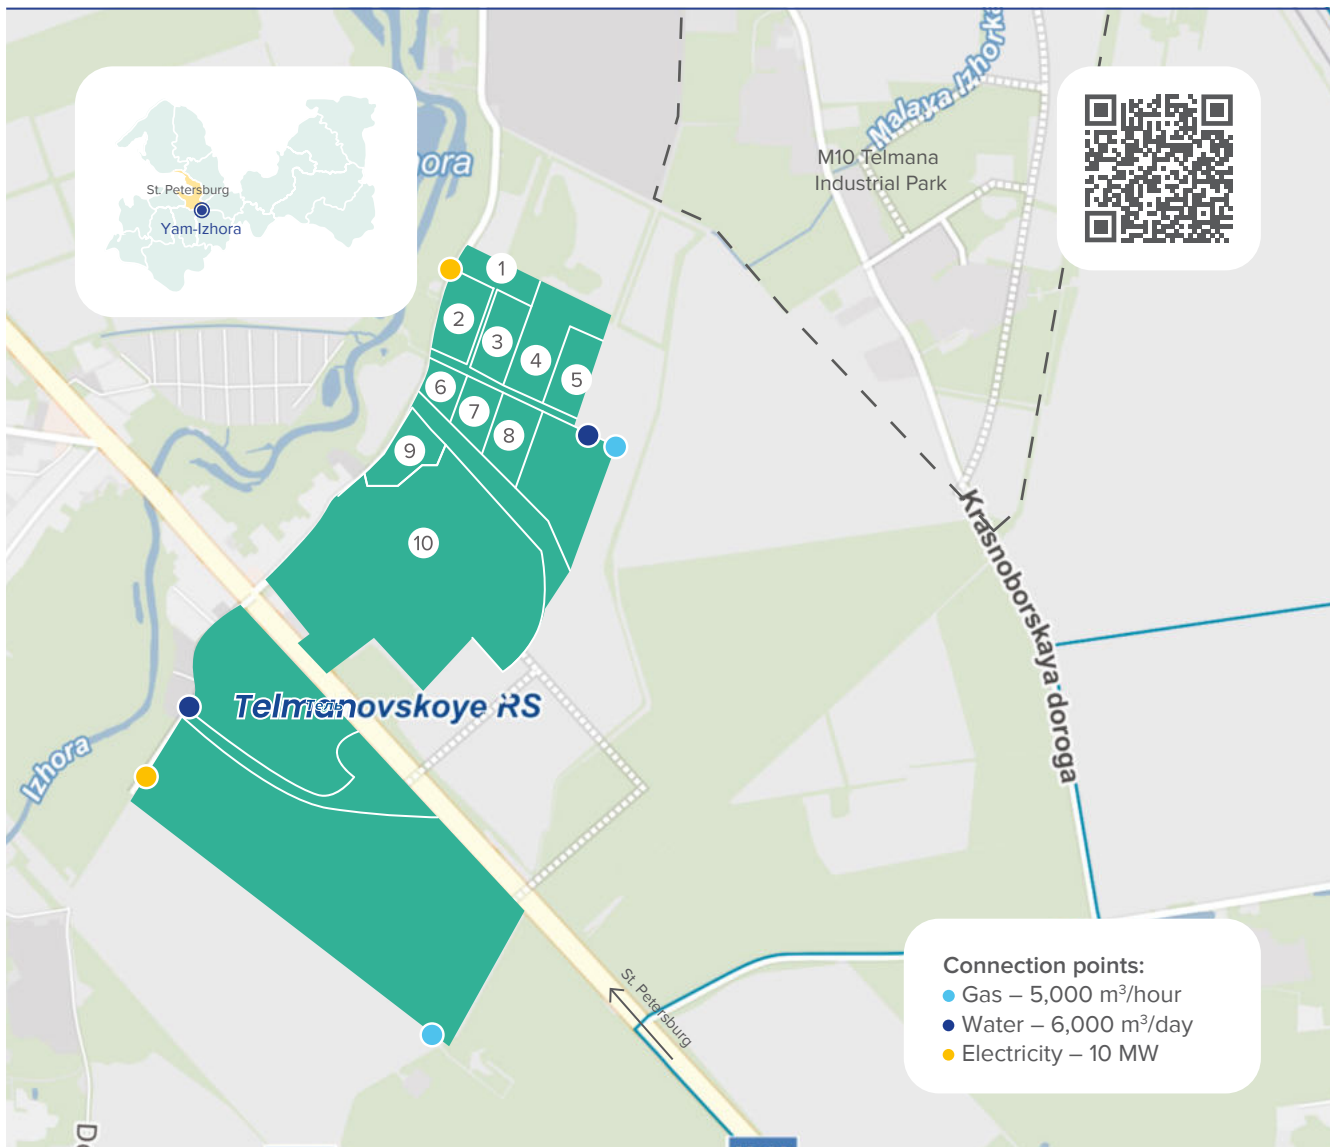 Malaya Izhorka
M10 Telmana
Industrial Park
St. Petersburg
Yam-Izhora
hora
1
2
3
4
5
6
7
8
9
10
Krasnoborskaya doroga
Telmanovskoye RS
Тель
Izhora
St. Petersburg
Connection points:
Gas – 5,000 m³/hour
Water – 6,000 m³/day
Electricity – 10 MW